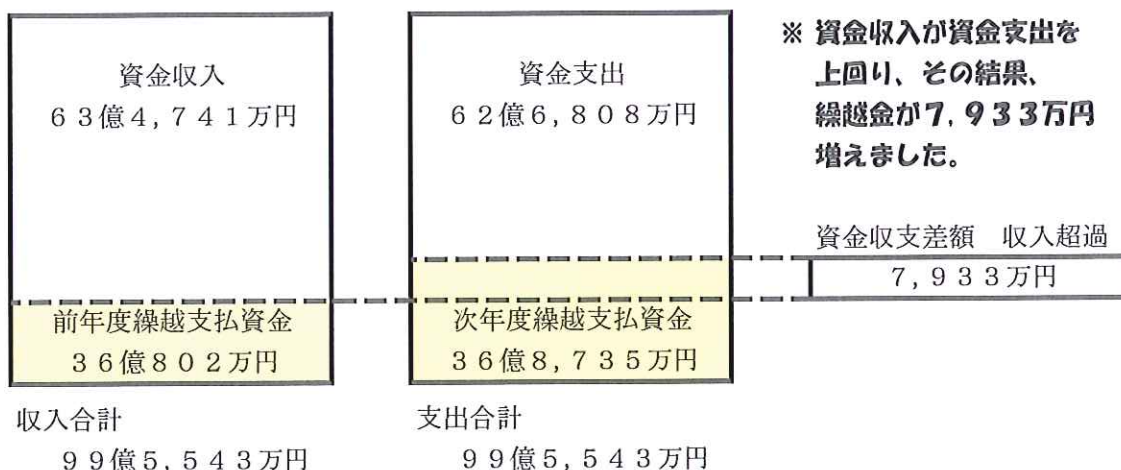 資金収入
63億4,741万円
前年度繰越支払資金
36億802万円
収入合計
99億5,543万円
資金支出
62億6,808万円
次年度繰越支払資金
36億8,735万円
支出合計
99億5,543万円
※ 資金収入が資金支出を
上回り、その結果、
繰越金が7,933万円
増えました。
資金収支差額 収入超過
7,933万円